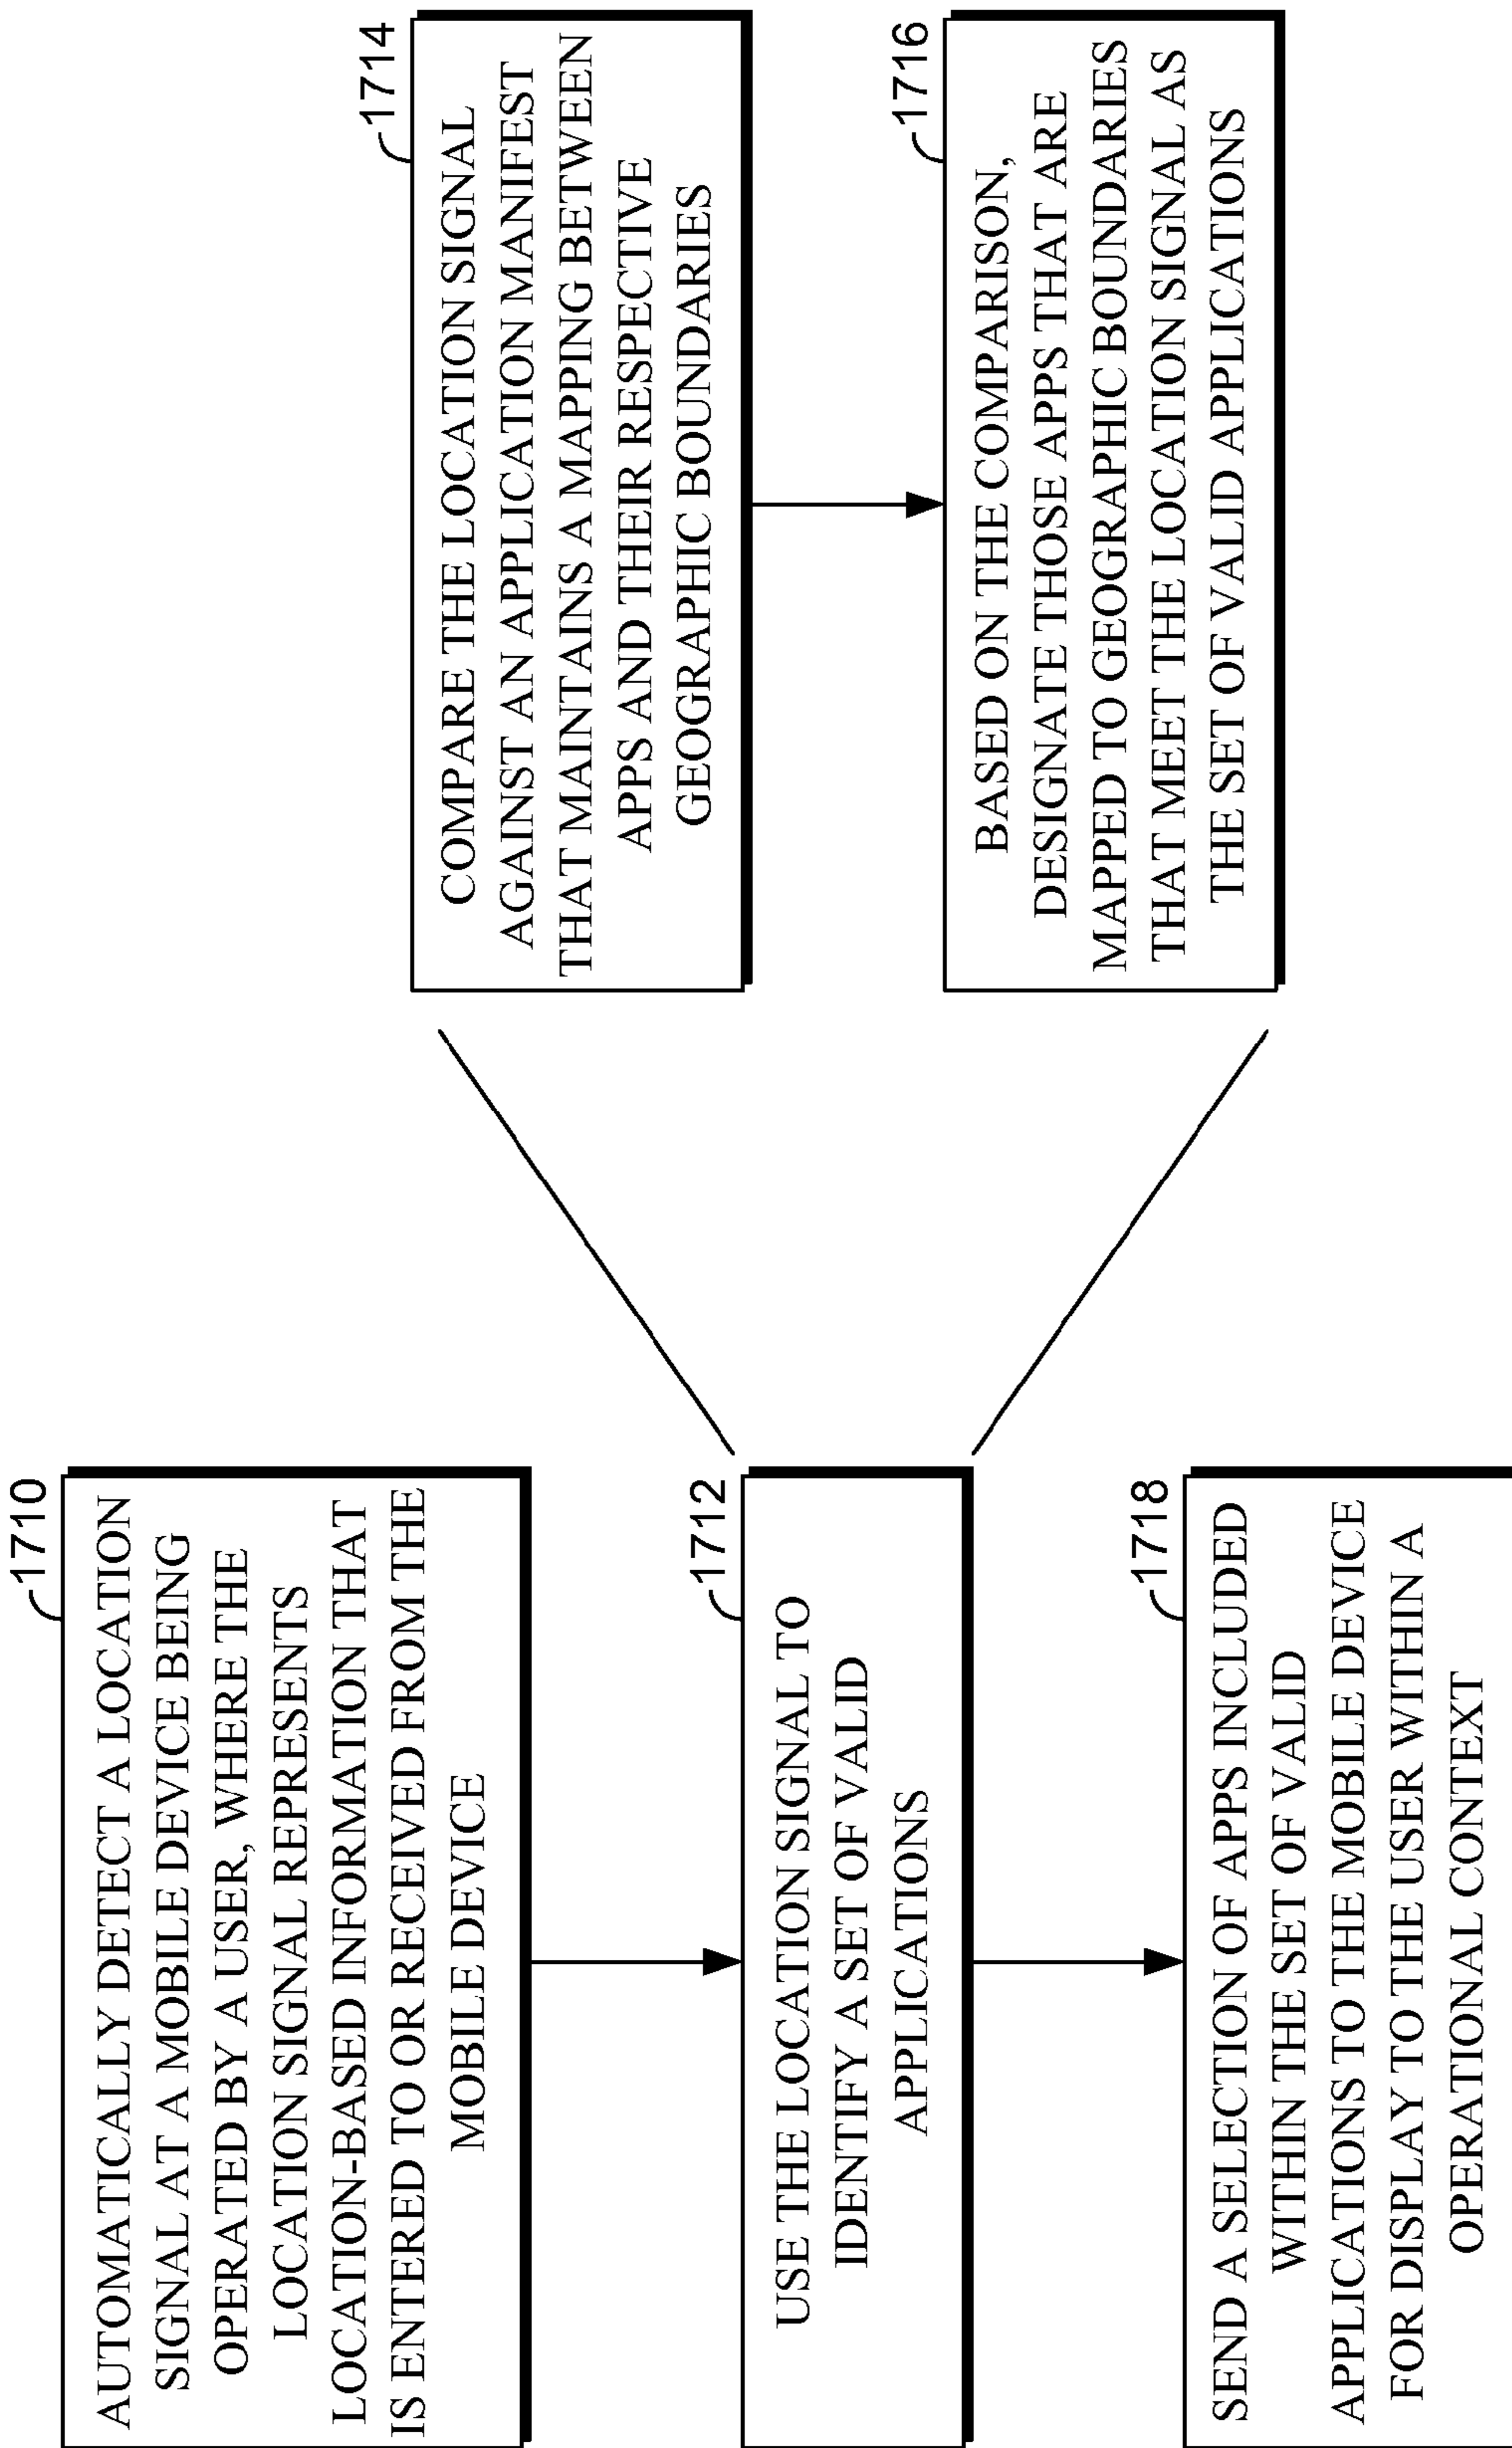 1710
AUTOMATICALLY DETECT A LOCATION
SIGNAL AT A MOBILE DEVICE BEING
OPERATED BY A USER, WHERE THE
LOCATION SIGNAL REPRESENTS
LOCATION-BASED INFORMATION THAT
IS ENTERED TO OR RECEIVED FROM THE
MOBILE DEVICE
1712
USE THE LOCATION SIGNAL TO
IDENTIFY A SET OF VALID
APPLICATIONS
1714
COMPARE THE LOCATION SIGNAL
AGAINST AN APPLICATION MANIFEST
THAT MAINTAINS A MAPPING BETWEEN
APPS AND THEIR RESPECTIVE
GEOGRAPHIC BOUNDARIES
1716
BASED ON THE COMPARISON,
DESIGNATE THOSE APPS THAT ARE
MAPPED TO GEOGRAPHIC BOUNDARIES
THAT MEET THE LOCATION SIGNAL AS
THE SET OF VALID APPLICATIONS
1718
SEND A SELECTION OF APPS INCLUDED
WITHIN THE SET OF VALID
APPLICATIONS TO THE MOBILE DEVICE
FOR DISPLAY TO THE USER WITHIN A
OPERATIONAL CONTEXT